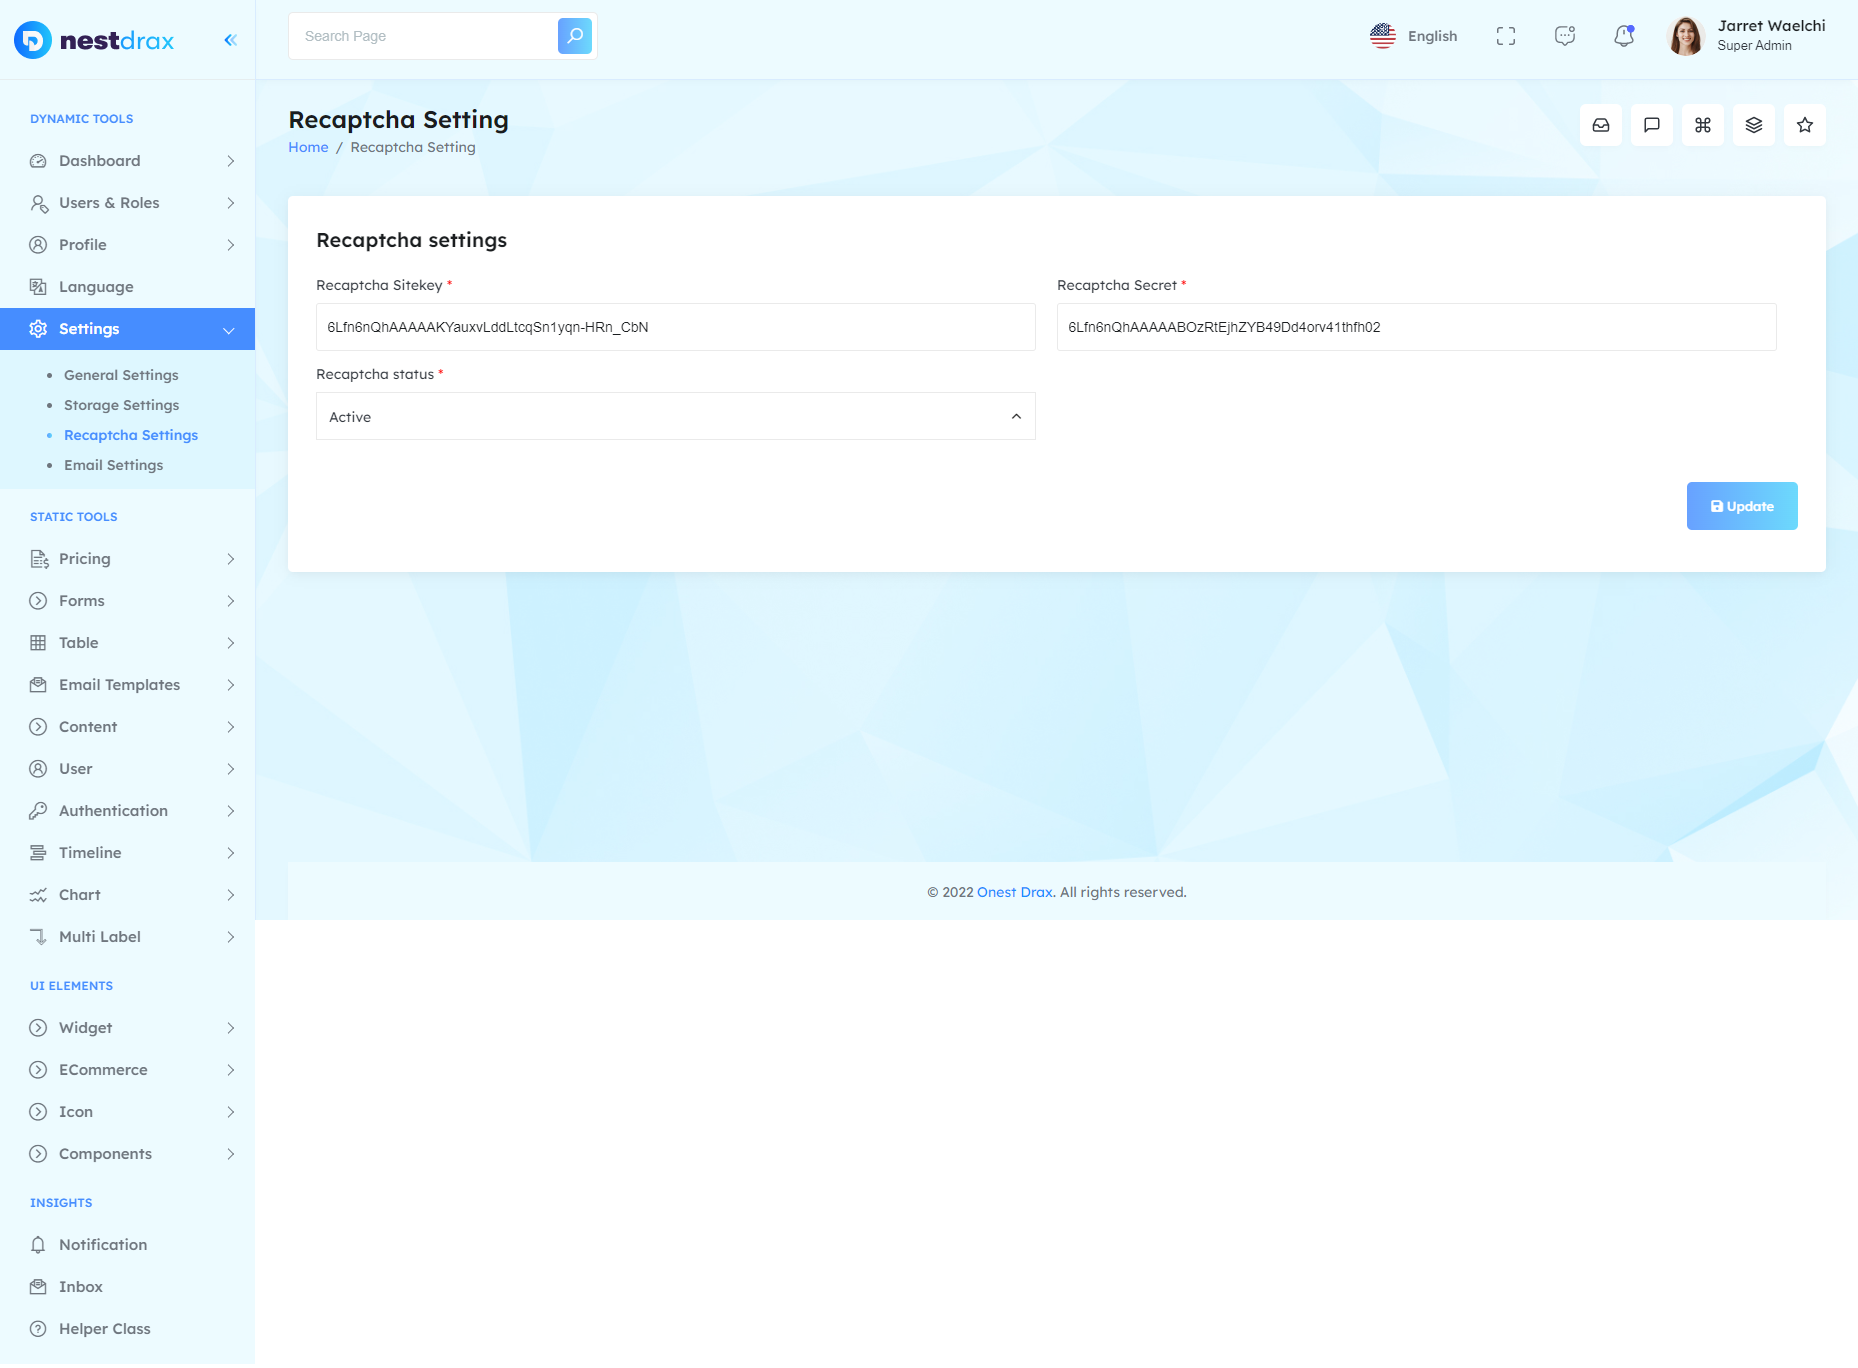 nestdrax
Search Page
English
Jarret Waelchi
Super Admin
DYNAMIC TOOLS
Dashboard
Users & Roles
Profile
Language
Settings
General Settings
Storage Settings
Recaptcha Settings
Email Settings
STATIC TOOLS
Pricing
Forms
Table
Email Templates
Content
User
Authentication
Timeline
Chart
Multi Label
UI ELEMENTS
Widget
ECommerce
Icon
Components
INSIGHTS
Notification
Inbox
Helper Class
Recaptcha Setting
Home / Recaptcha Setting
Recaptcha settings
Recaptcha Sitekey *
6Lfn6nQhAAAAAKYauxvLddLtcqSn1yqn-HRn_CbN
Recaptcha Secret *
6Lfn6nQhAAAAABOzRtEjhZYB49Dd4orv41thfh02
Recaptcha status *
Active
Update
© 2022 Onest Drax. All rights reserved.